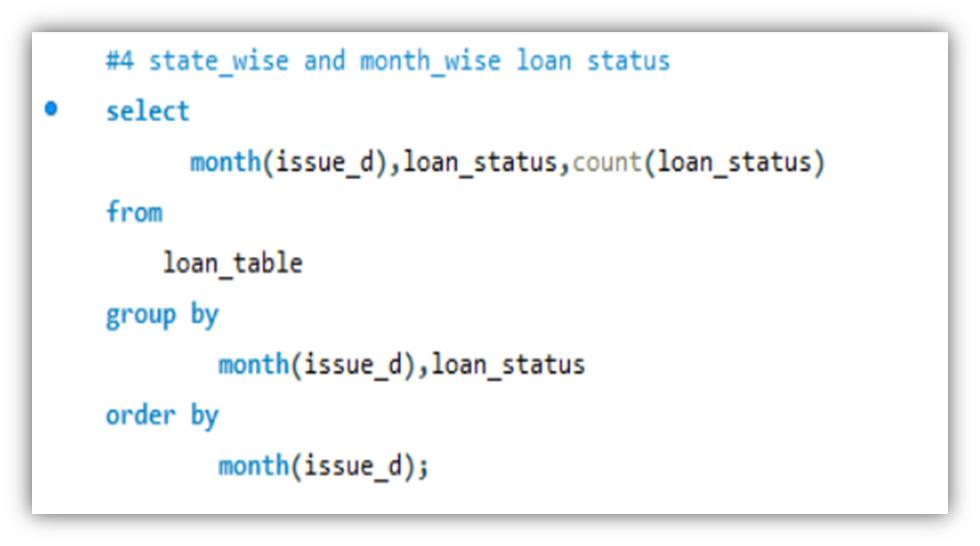 #4 state_wise and month_wise loan status
select
month(issue_d),loan_status,count(loan_status)
from
loan_table
group by
month(issue_d),loan_status
order by
month(issue_d);